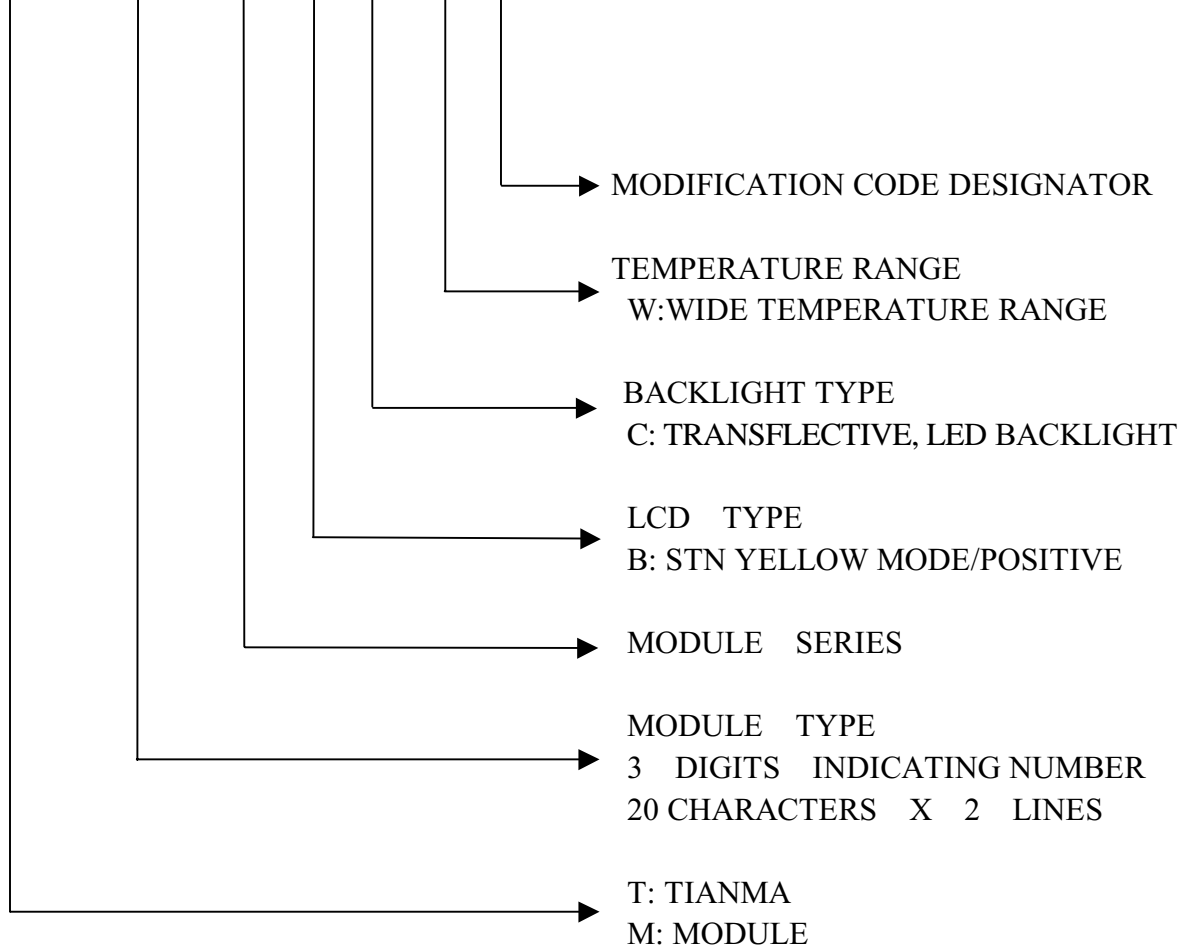 MODIFICATION CODE DESIGNATOR
TEMPERATURE RANGE
W:WIDE TEMPERATURE RANGE
BACKLIGHT TYPE
C: TRANSFLECTIVE, LED BACKLIGHT
LCD TYPE
B: STN YELLOW MODE/POSITIVE
MODULE SERIES
MODULE TYPE
3 DIGITS INDICATING NUMBER
20 CHARACTERS X 2 LINES
T: TIANMA
M: MODULE